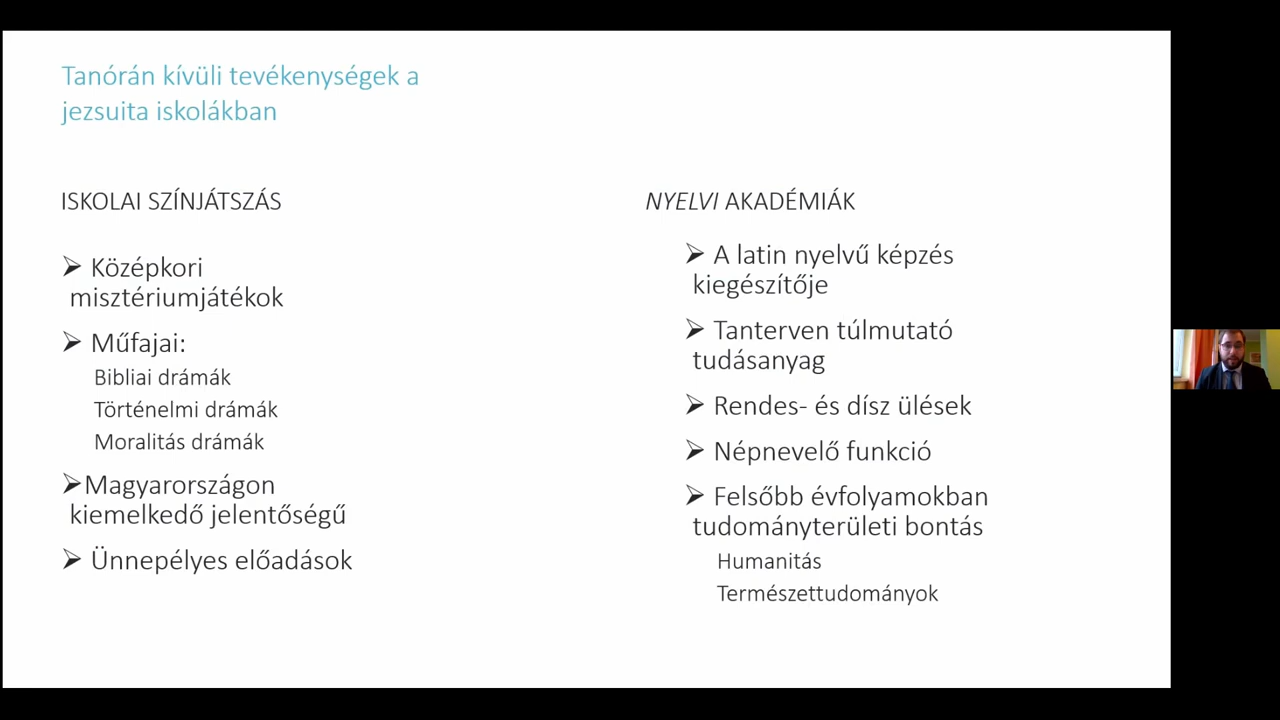 Tanórán kívüli tevékenységek a
jezsuita iskolákban
ISKOLAI SZÍNJÁTSZÁS
➢ Középkori
misztériumjátékok
➢ Műfajai:
Bibliai drámák
Történelmi drámák
Moralitás drámák
➢Magyarországon
kiemelkedő jelentőségű
➢ Ünnepélyes előadások
NYELVI AKADÉMIÁK
➢ A latin nyelvű képzés
kiegészítője
➢ Tanterven túlmutató
tudásanyag
➢ Rendes- és dísz ülések
➢ Népnevelő funkció
➢ Felsőbb évfolyamokban
tudományterületi bontás
Humanitás
Természettudományok